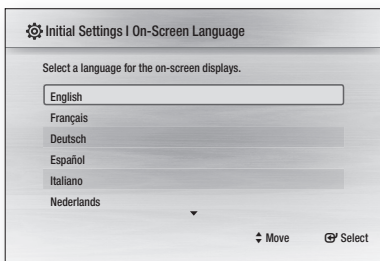 Initial Settings I On-Screen Language
Select a language for the on-screen displays.
English
Français
Deutsch
Español
Italiano
Nederlands
Move Select